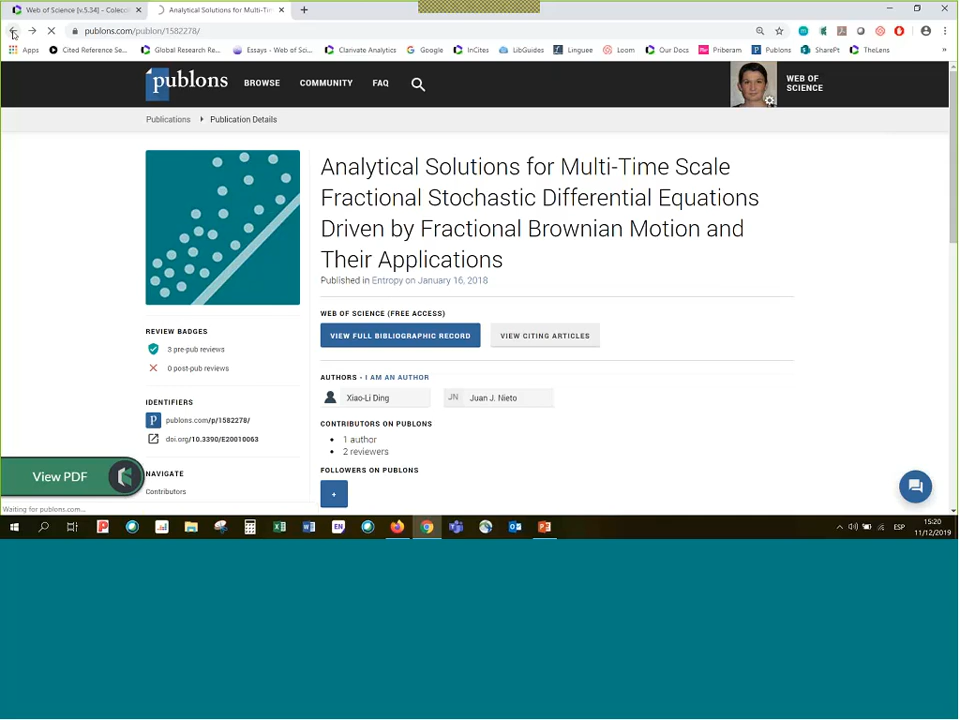 Web of Science [v.5.34] - Colecc
Analytical Solutions for Multi-Tim
publons.com/publon/1582278/
Apps
Cited Reference Se...
Global Research Re...
Essays - Web of Sci...
Clarivate Analytics
Google
InCites
LibGuides
Linguee
Loom
Our Docs
Priberam
Publons
SharePt
TheLens
publons
BROWSE
COMMUNITY
FAQ
WEB OF
SCIENCE
Publications
Publication Details
Analytical Solutions for Multi-Time Scale
Fractional Stochastic Differential Equations
Driven by Fractional Brownian Motion and
Their Applications
Published in Entropy on January 16, 2018
WEB OF SCIENCE (FREE ACCESS)
VIEW FULL BIBLIOGRAPHIC RECORD
VIEW CITING ARTICLES
REVIEW BADGES
3 pre-pub reviews
0 post-pub reviews
AUTHORS - I AM AN AUTHOR
Xiao-Li Ding
JN Juan J. Nieto
IDENTIFIERS
publons.com/p/1582278/
doi.org/10.3390/E20010063
CONTRIBUTORS ON PUBLONS
1 author
2 reviewers
FOLLOWERS ON PUBLONS
+
View PDF
NAVIGATE
Contributors
Waiting for publons.com...
EN
ESP
15:20
11/12/2019